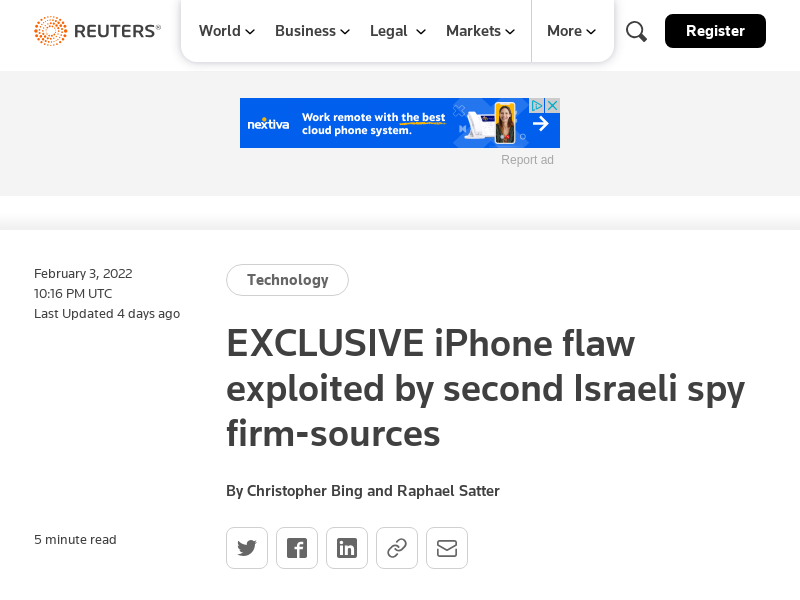 REUTERS®
World
Business
Legal
Markets
More
Register
nextiva
Work remote with the best
cloud phone system.
Report ad
February 3, 2022
10:16 PM UTC
Last Updated 4 days ago
Technology
EXCLUSIVE iPhone flaw
exploited by second Israeli spy
firm-sources
By Christopher Bing and Raphael Satter
5 minute read